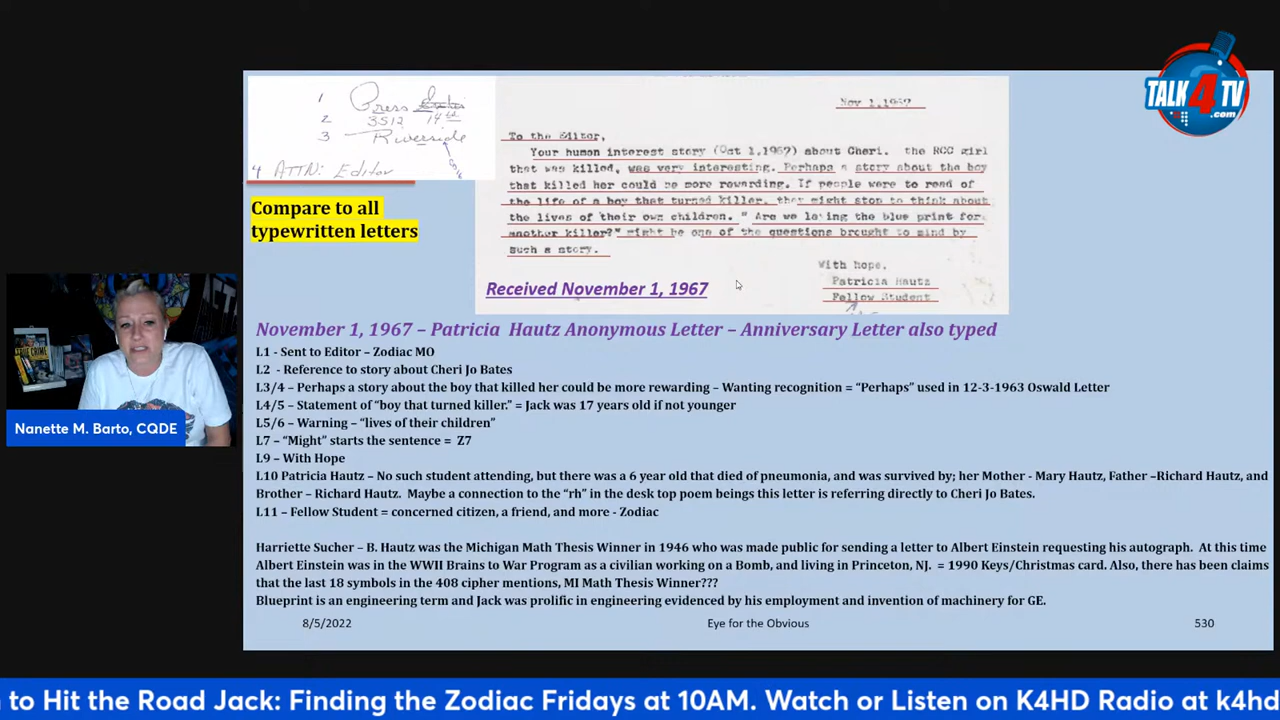 TALK
4
TV
.com
1 Press
2 3512 14th
3 Riverside
4 ATTN: Editor
Compare to all
typewritten letters
Nov 1,1967
To the Editor,
Your human interest story (Oct 1,1967) about Cheri. the RCC girl
that was killed, was very interesting. Perhaps a story about the boy
that killed her could be more rewarding. If people were to read of
the life of a boy that turned killer, they might stop to think about
the lives of their own children. " Are we laying the blue print for
another killer?" might be one of the questions brought to mind by
such a story.
With hope,
Patricia Hautz
Fellow Student
Received November 1, 1967
November 1, 1967 – Patricia Hautz Anonymous Letter – Anniversary Letter also typed
L1 - Sent to Editor – Zodiac MO
L2 - Reference to story about Cheri Jo Bates
L3/4 – Perhaps a story about the boy that killed her could be more rewarding – Wanting recognition = “Perhaps” used in 12-3-1963 Oswald Letter
L4/5 – Statement of “boy that turned killer.” = Jack was 17 years old if not younger
L5/6 – Warning – “lives of their children”
L7 – “Might” starts the sentence = Z7
L9 – With Hope
L10 Patricia Hautz – No such student attending, but there was a 6 year old that died of pneumonia, and was survived by; her Mother - Mary Hautz, Father –Richard Hautz, and
Brother – Richard Hautz. Maybe a connection to the “rh” in the desk top poem beings this letter is referring directly to Cheri Jo Bates.
L11 – Fellow Student = concerned citizen, a friend, and more - Zodiac
Harriette Sucher – B. Hautz was the Michigan Math Thesis Winner in 1946 who was made public for sending a letter to Albert Einstein requesting his autograph. At this time
Albert Einstein was in the WWII Brains to War Program as a civilian working on a Bomb, and living in Princeton, NJ. = 1990 Keys/Christmas card. Also, there has been claims
that the last 18 symbols in the 408 cipher mentions, MI Math Thesis Winner???
Blueprint is an engineering term and Jack was prolific in engineering evidenced by his employment and invention of machinery for GE.
8/5/2022 Eye for the Obvious 530
TRUE CRIME
Nanette M. Barto, CQDE
n to Hit the Road Jack: Finding the Zodiac Fridays at 10AM. Watch or Listen on K4HD Radio at k4hd